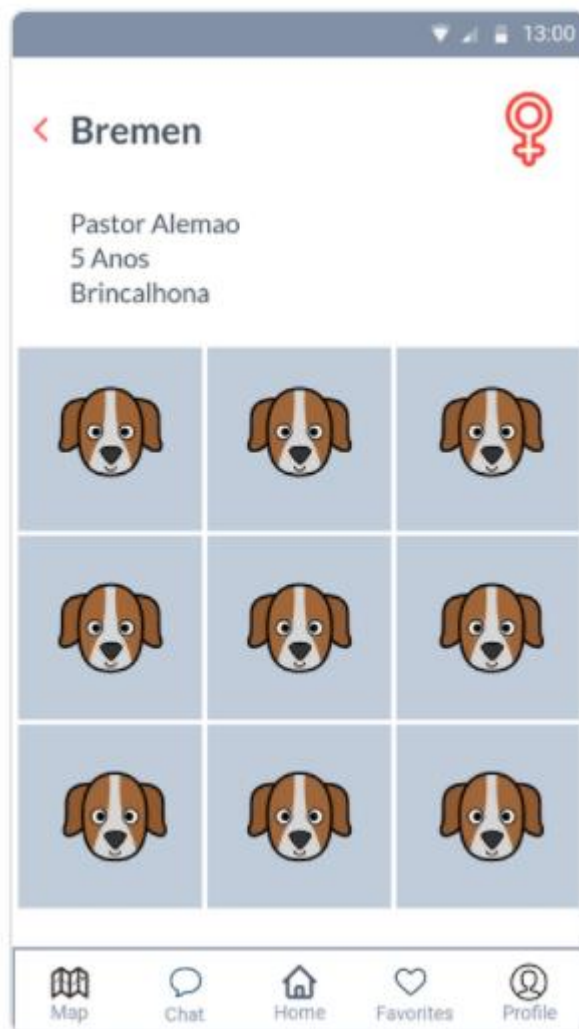 13:00
Bremen
Pastor Alemao
5 Anos
Brincalhona
Map
Chat
Home
Favorites
Profile